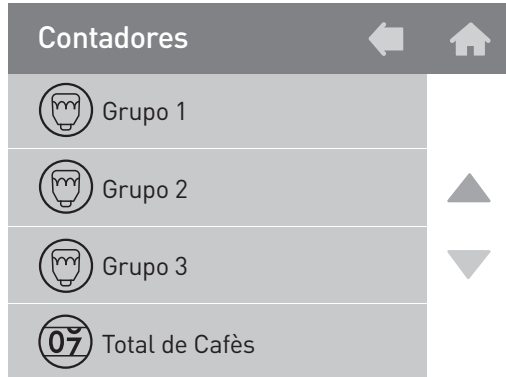 Contadores
Grupo 1
Grupo 2
Grupo 3
07 Total de Cafès